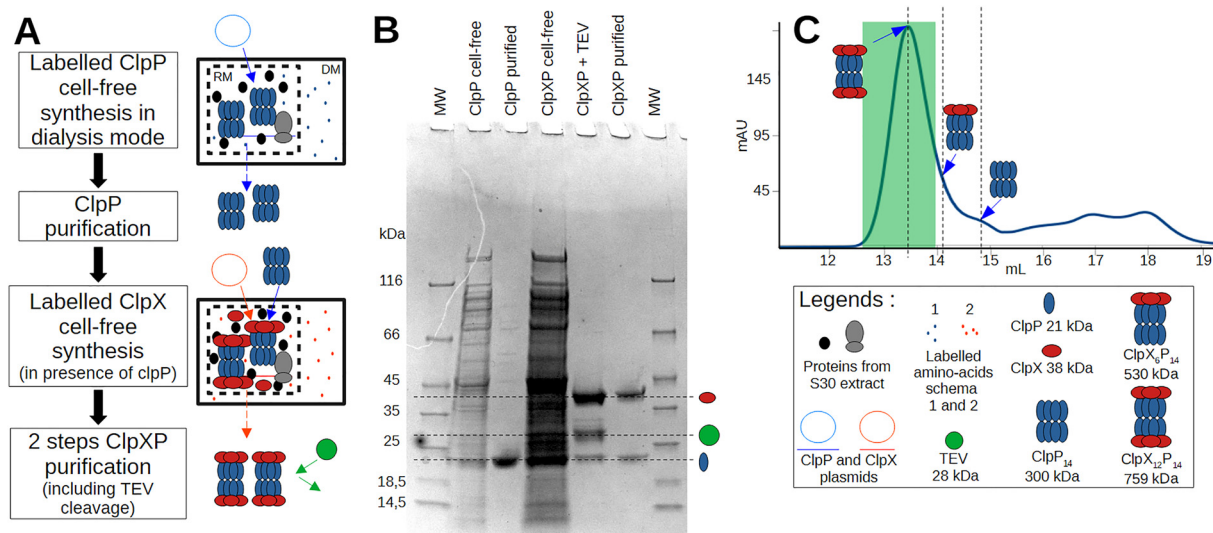 A
Labelled ClpP
cell-free
synthesis in
dialysis mode
ClpP
purification
Labelled ClpX
cell-free
synthesis
(in presence of clpP)
2 steps ClpXP
purification
(including TEV
cleavage)
RM
DM
B
MW
ClpP cell-free
ClpP purified
ClpXP cell-free
ClpXP + TEV
ClpXP purified
MW
kDa
116
66
45
35
25
18,5
14,5
C
mAU
145
95
45
12 13 14 15 16 17 18 19
mL
Legends :
Proteins from
S30 extract
1 2
Labelled
amino-acids
schema
1 and 2
ClpP 21 kDa
ClpX 38 kDa
ClpX₆P₁₄
530 kDa
ClpP and ClpX
plasmids
TEV
28 kDa
ClpP₁₄
300 kDa
ClpX₁₂P₁₄
759 kDa